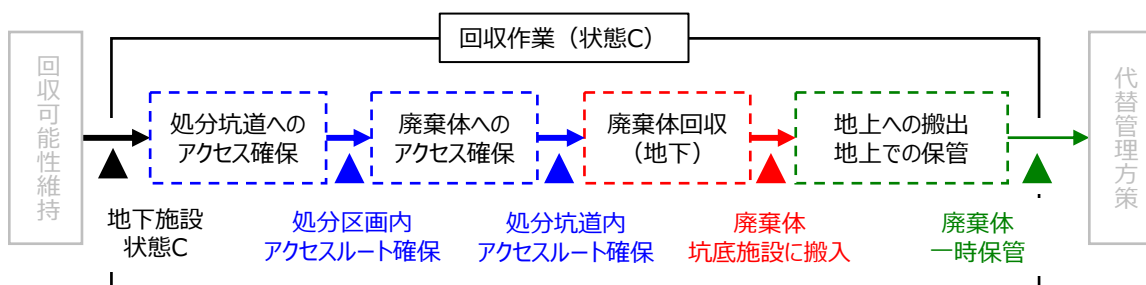 回収作業（状態C）
回収可能性維持
処分坑道への
アクセス確保
廃棄体への
アクセス確保
廃棄体回収
（地下）
地上への搬出
地上での保管
代替管理方策
地下施設
状態C
処分区画内
アクセスルート確保
処分坑道内
アクセスルート確保
廃棄体
坑底施設に搬入
廃棄体
一時保管